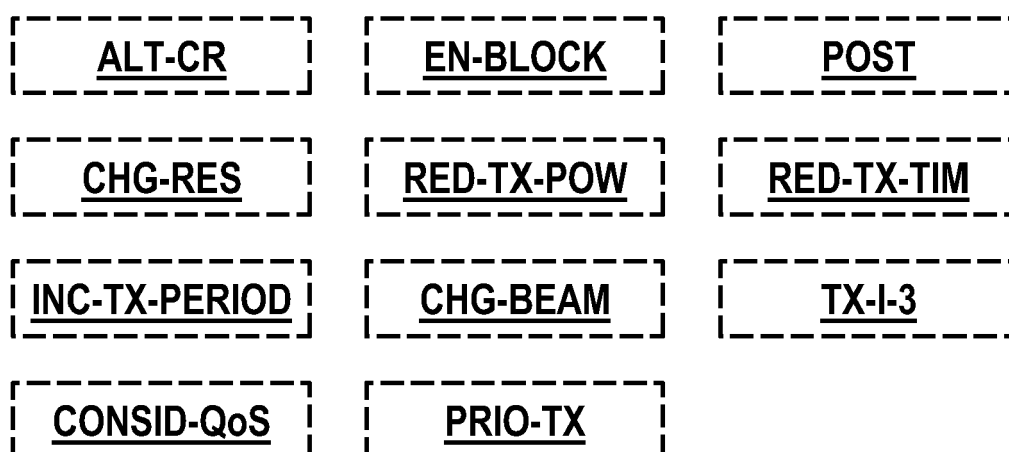 ALT-CR EN-BLOCK POST
CHG-RES RED-TX-POW RED-TX-TIM
INC-TX-PERIOD CHG-BEAM TX-I-3
CONSID-QoS PRIO-TX